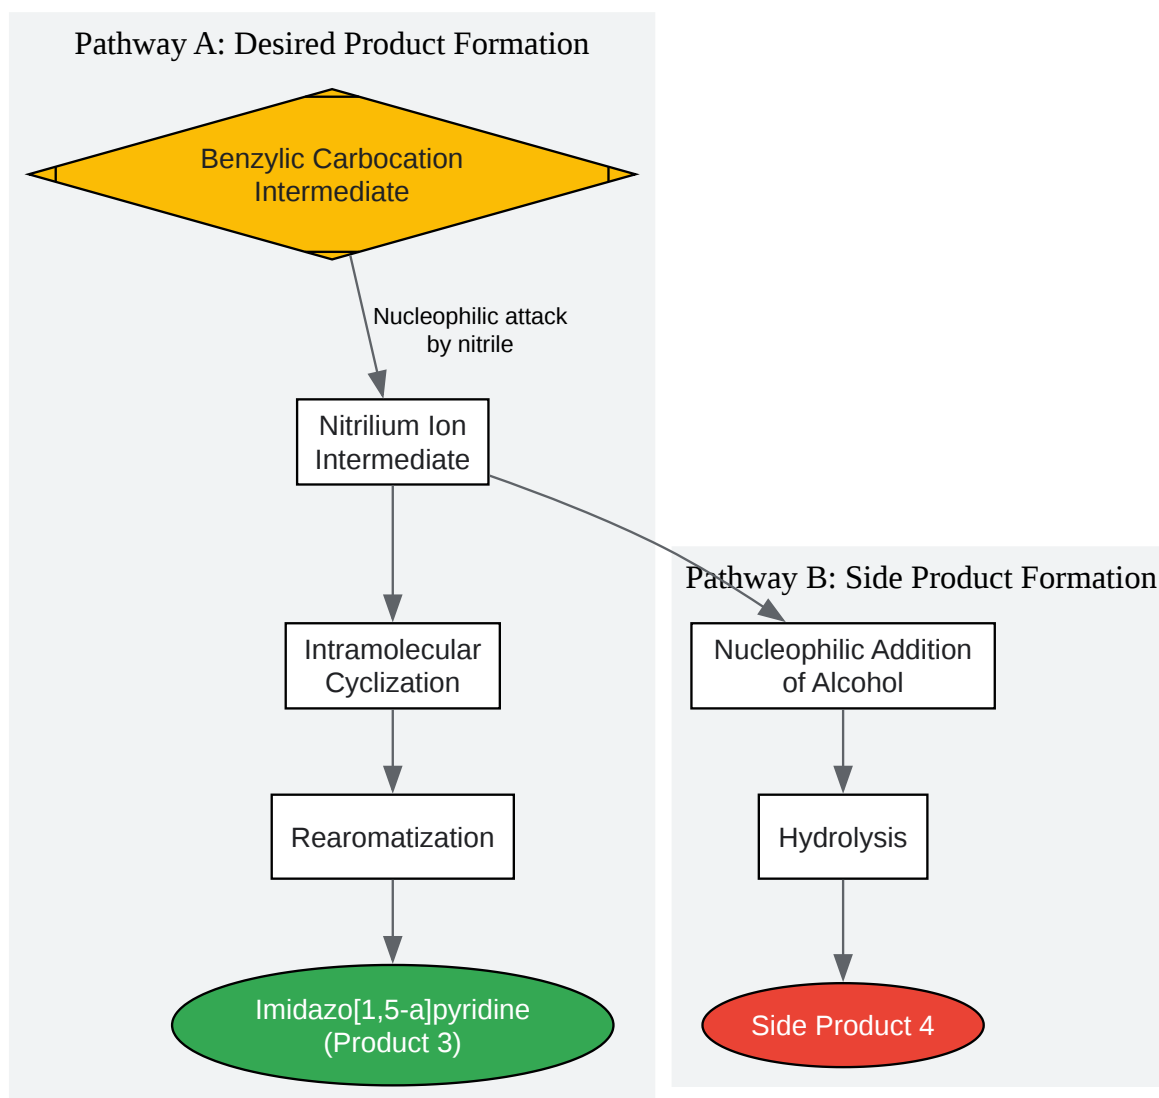 Pathway A: Desired Product Formation
Benzylic Carbocation
Intermediate
Nucleophilic attack
by nitrile
Nitrilium Ion
Intermediate
Pathway B: Side Product Formation
Intramolecular
Cyclization
Nucleophilic Addition
of Alcohol
Rearomatization
Hydrolysis
Imidazo[1,5-a]pyridine
(Product 3)
Side Product 4